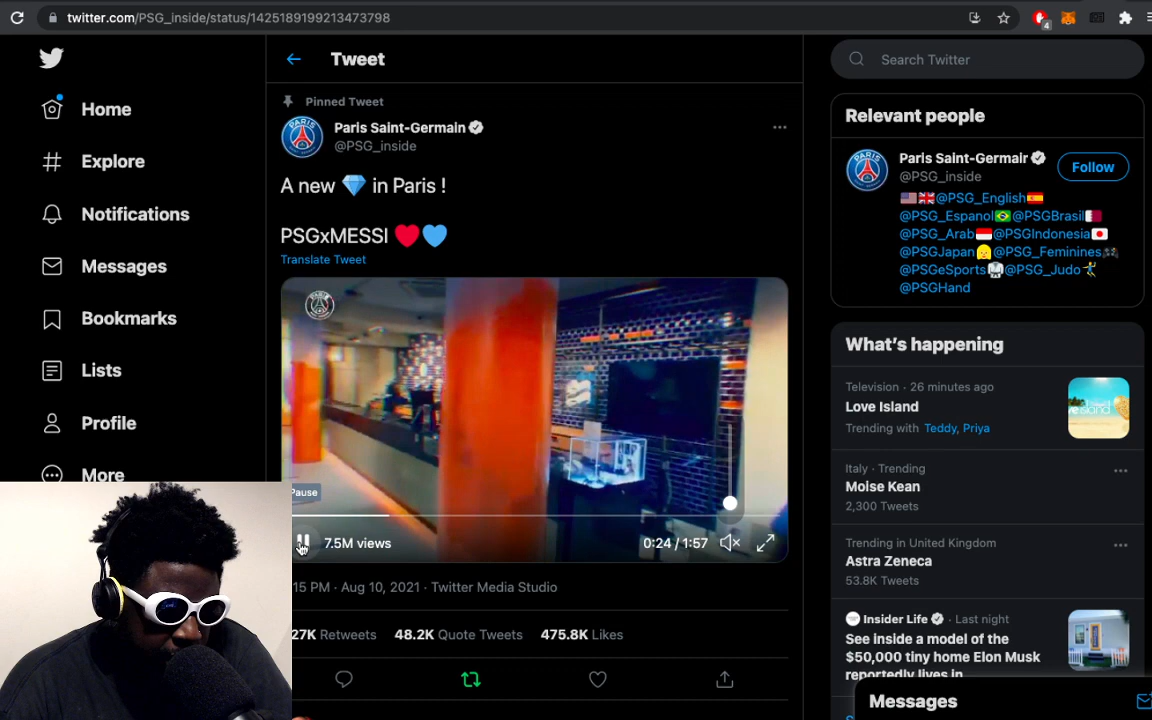 twitter.com/PSG_inside/status/1425189199213473798
4
Home
Explore
Notifications
Messages
Bookmarks
Lists
Profile
More
Tweet
Pinned Tweet
Paris Saint-Germain
@PSG_inside
A new 💎 in Paris !
PSGxMESSI ❤️💙
Translate Tweet
PARIS
Pause
7.5M views
0:24 / 1:57
15 PM · Aug 10, 2021 · Twitter Media Studio
27K Retweets 48.2K Quote Tweets 475.8K Likes
Search Twitter
Relevant people
Paris Saint-Germain
@PSG_inside
Follow
🇺🇸🇬🇧@PSG_English🇪🇸
@PSG_Espanol🇧🇷@PSGBrasil🇶🇦
@PSG_Arab🇮🇩@PSGIndonesia🇯🇵
@PSGJapan👱‍♀️@PSG_Feminines🎮
@PSGeSports🥋@PSG_Judo🤾
@PSGHand
What's happening
Television · 26 minutes ago
Love Island
Trending with Teddy, Priya
Italy · Trending
Moise Kean
2,300 Tweets
Trending in United Kingdom
Astra Zeneca
53.8K Tweets
Insider Life · Last night
See inside a model of the
$50,000 tiny home Elon Musk
reportedly lives in
Messages